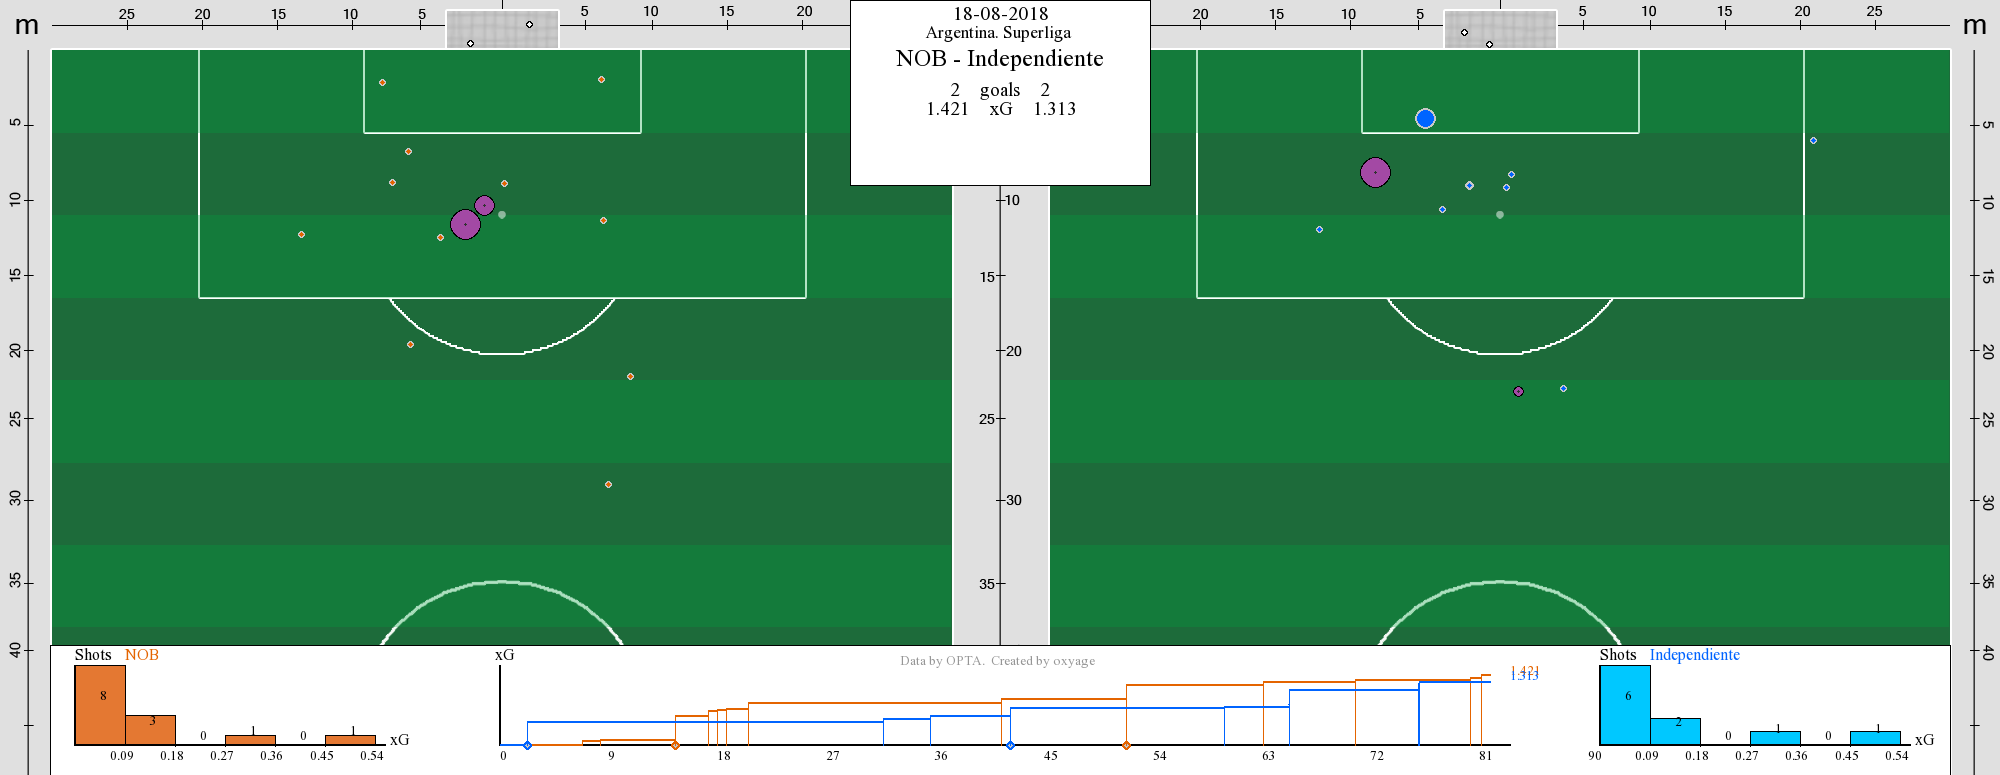 m
25 20 15 10 5 5 10 15 20
18-08-2018
Argentina. Superliga
NOB - Independiente
2 goals 2
1.421 xG 1.313
20 15 10 5 5 10 15 20 25
m
5
10
15
20
25
30
35
40
10
15
20
25
30
35
5
10
15
20
25
30
35
40
Shots NOB
8
3
0
1
0
1
xG
0.09 0.18 0.27 0.36 0.45 0.54
xG
Data by OPTA. Created by oxyage
1.421
1.313
0 9 18 27 36 45 54 63 72 81 90
Shots Independiente
6
2
0
1
0
1
xG
0.09 0.18 0.27 0.36 0.45 0.54